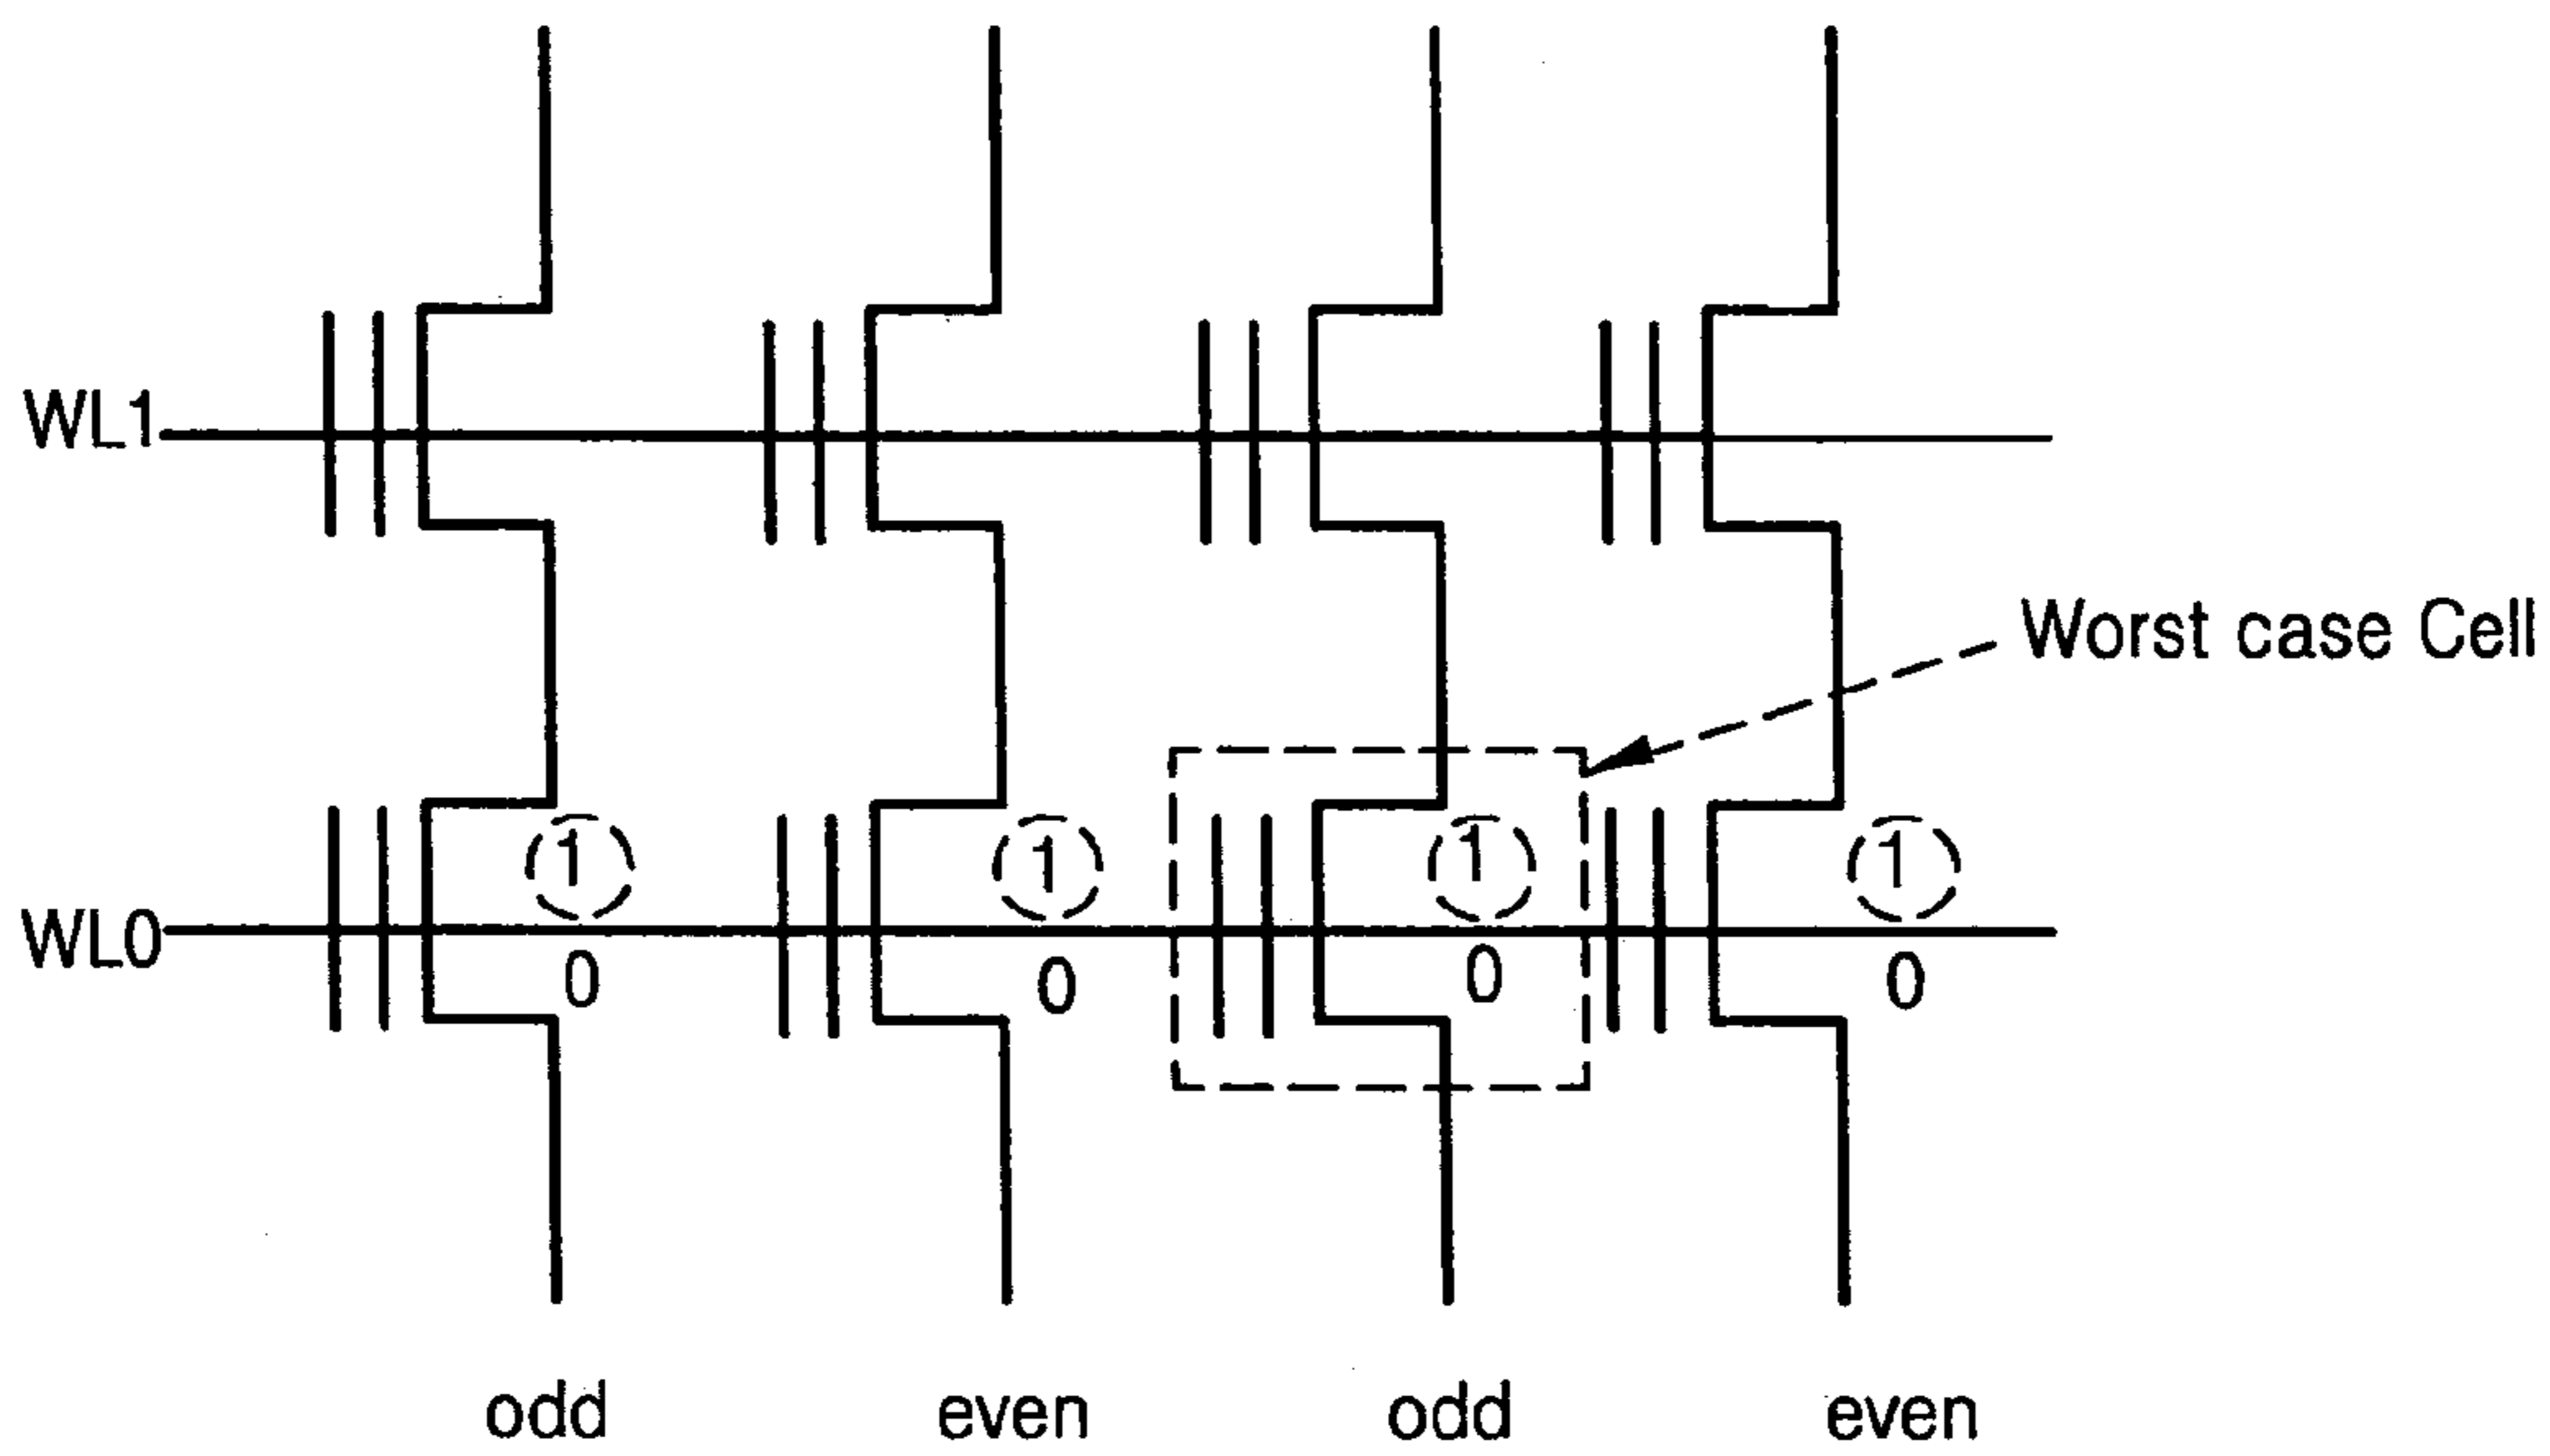 WL1
Worst case Cell
1 1 1 1
WL0
0 0 0 0
odd even odd even